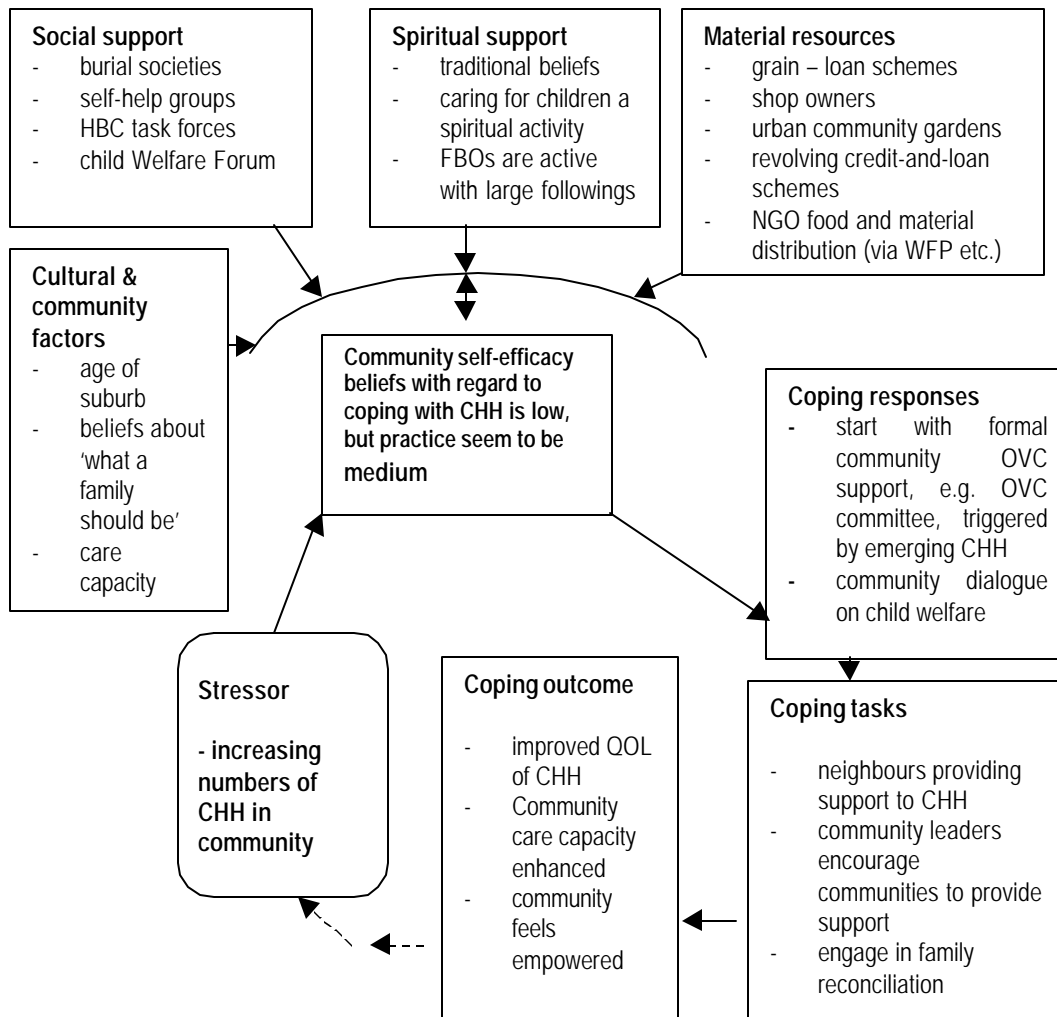 Social support
- burial societies
- self-help groups
- HBC task forces
- child Welfare Forum
Spiritual support
- traditional beliefs
- caring for children a
spiritual activity
- FBOs are active
with large followings
Material resources
- grain – loan schemes
- shop owners
- urban community gardens
- revolving credit-and-loan
schemes
- NGO food and material
distribution (via WFP etc.)
Cultural &
community
factors
- age of
suburb
- beliefs about
‘what a
family
should be’
- care
capacity
Community self-efficacy
beliefs with regard to
coping with CHH is low,
but practice seem to be
medium
Coping responses
- start with formal
community OVC
support, e.g. OVC
committee, triggered
by emerging CHH
- community dialogue
on child welfare
Stressor
- increasing
numbers of
CHH in
community
Coping outcome
- improved QOL
of CHH
- Community
care capacity
enhanced
- community
feels
empowered
Coping tasks
- neighbours providing
support to CHH
- community leaders
encourage
communities to provide
support
- engage in family
reconciliation